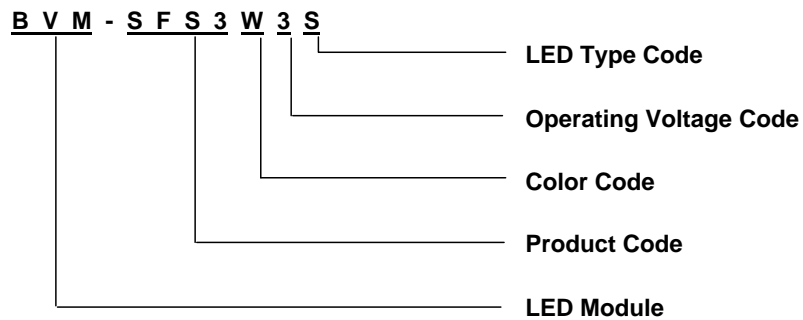 B V M - S F S 3 W 3 S
LED Type Code
Operating Voltage Code
Color Code
Product Code
LED Module